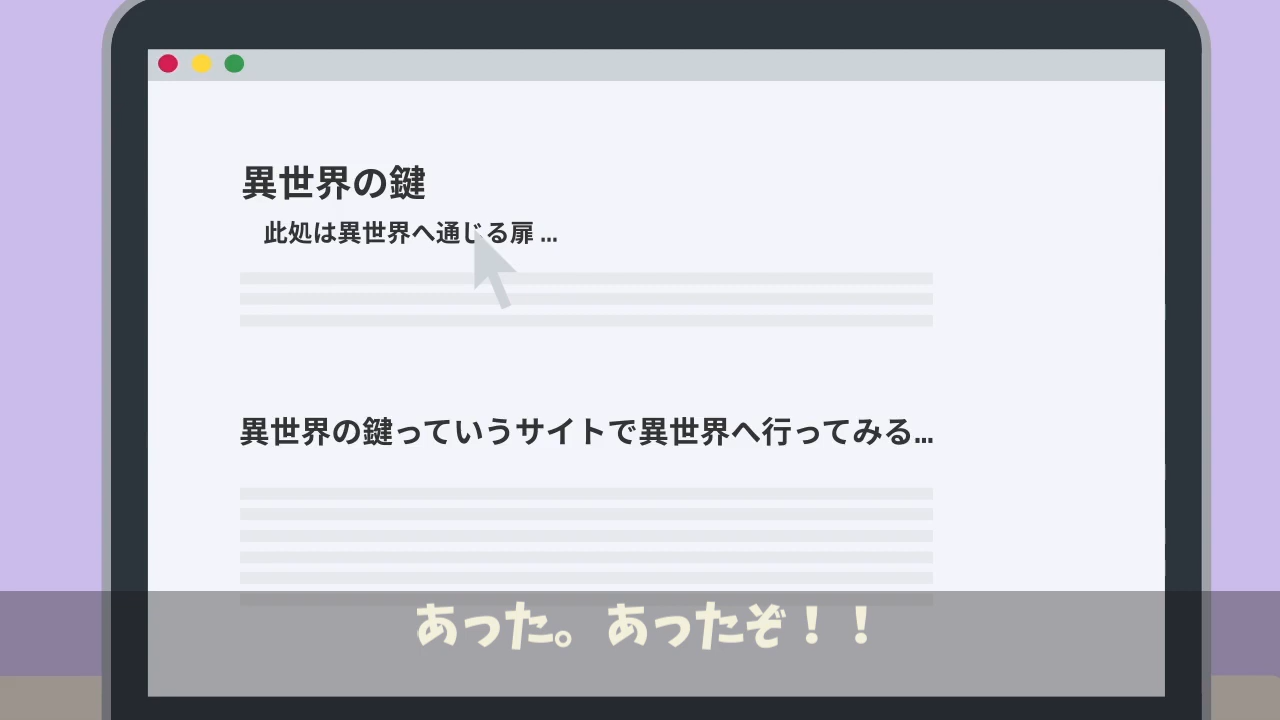 異世界の鍵
此処は異世界へ通じる扉 ...
異世界の鍵っていうサイトで異世界へ行ってみる...
あった。あったぞ！！